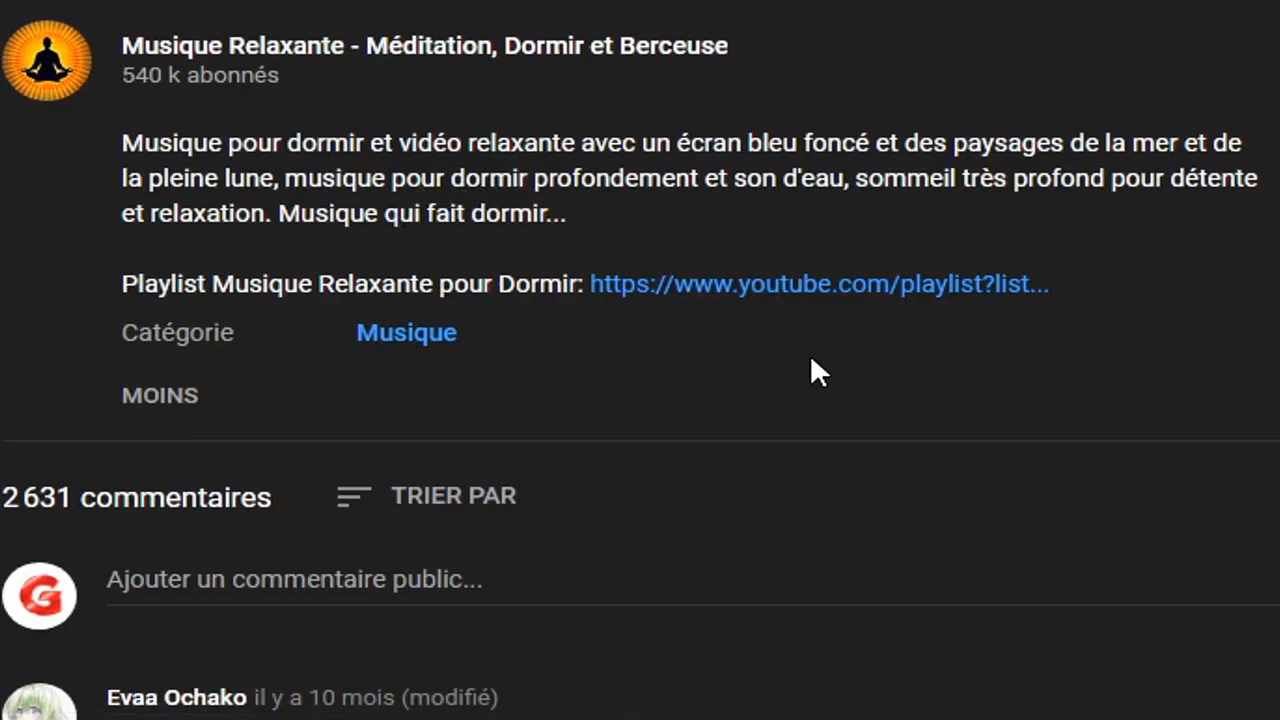 Musique Relaxante - Méditation, Dormir et Berceuse
540 k abonnés
Musique pour dormir et vidéo relaxante avec un écran bleu foncé et des paysages de la mer et de
la pleine lune, musique pour dormir profondement et son d'eau, sommeil très profond pour détente
et relaxation. Musique qui fait dormir...
Playlist Musique Relaxante pour Dormir: https://www.youtube.com/playlist?list...
Catégorie Musique
MOINS
2 631 commentaires TRIER PAR
G
Ajouter un commentaire public...
Evaa Ochako il y a 10 mois (modifié)